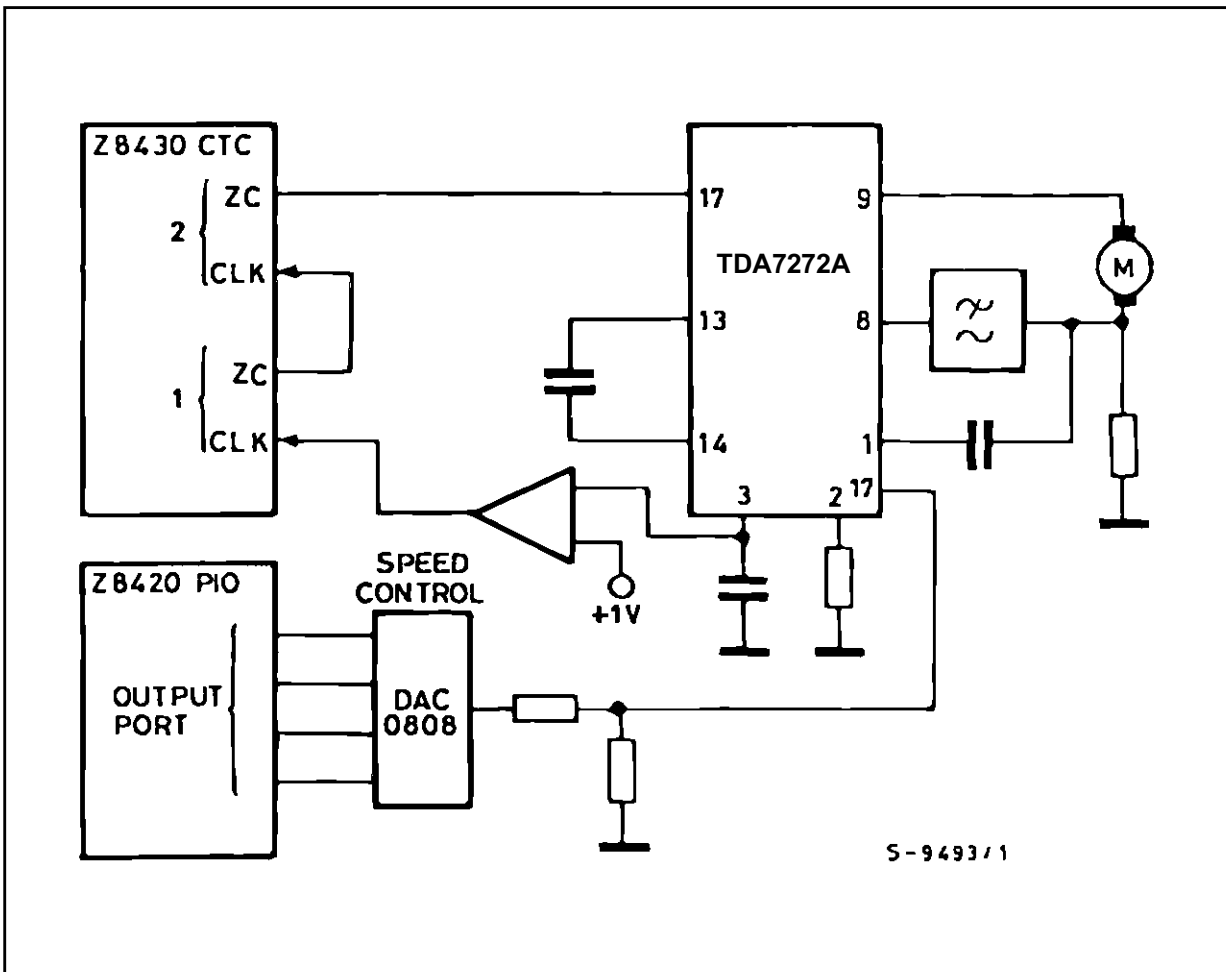 Z8430 CTC
ZC
2
CLK
ZC
1
CLK
TDA7272A
17
13
14
3
2
9
8
1
17
M
+1V
Z8420 PIO
OUTPUT
PORT
SPEED
CONTROL
DAC
0808
S-9493/1